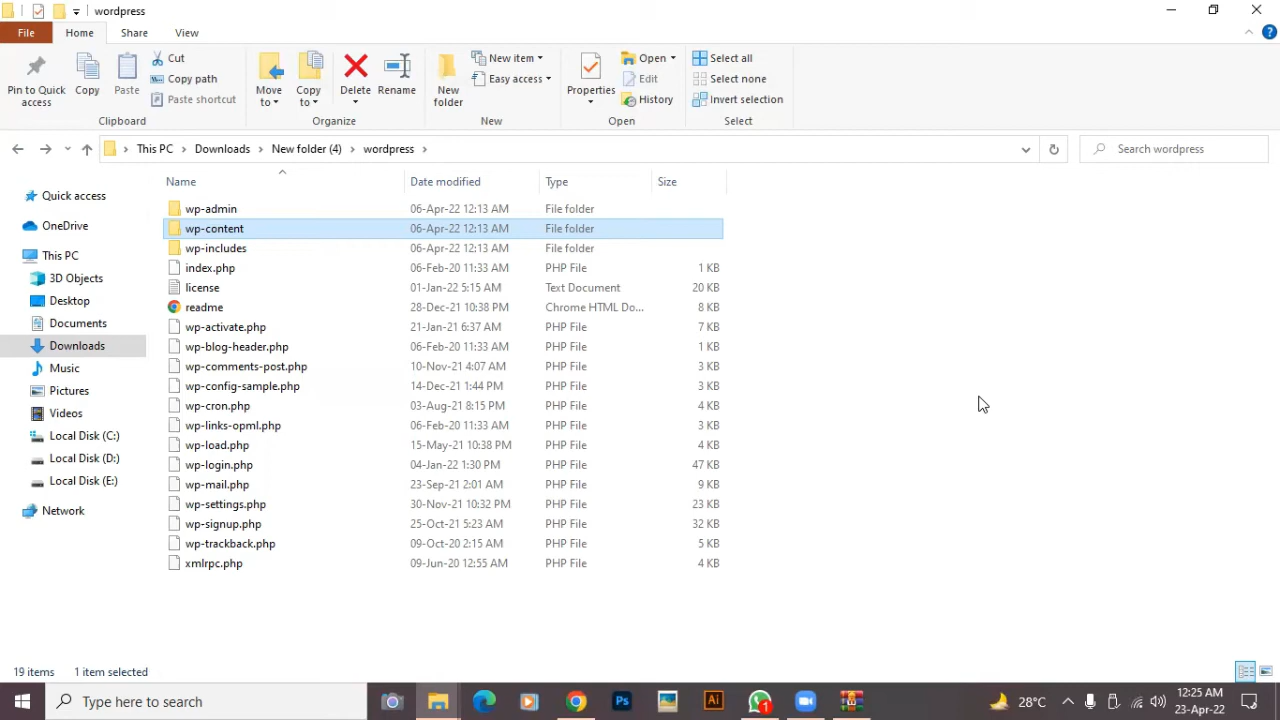 wordpress
File Home Share View
Pin to Quick access
Copy
Paste
Cut
Copy path
Paste shortcut
Clipboard
Move to
Copy to
Delete
Rename
Organize
New folder
New item
Easy access
New
Properties
Open
Edit
History
Open
Select all
Select none
Invert selection
Select
This PC Downloads New folder (4) wordpress
Search wordpress
Quick access
OneDrive
This PC
3D Objects
Desktop
Documents
Downloads
Music
Pictures
Videos
Local Disk (C:)
Local Disk (D:)
Local Disk (E:)
Network
Name Date modified Type Size
wp-admin 06-Apr-22 12:13 AM File folder
wp-content 06-Apr-22 12:13 AM File folder
wp-includes 06-Apr-22 12:13 AM File folder
index.php 06-Feb-20 11:33 AM PHP File 1 KB
license 01-Jan-22 5:15 AM Text Document 20 KB
readme 28-Dec-21 10:38 PM Chrome HTML Do... 8 KB
wp-activate.php 21-Jan-21 6:37 AM PHP File 7 KB
wp-blog-header.php 06-Feb-20 11:33 AM PHP File 1 KB
wp-comments-post.php 10-Nov-21 4:07 AM PHP File 3 KB
wp-config-sample.php 14-Dec-21 1:44 PM PHP File 3 KB
wp-cron.php 03-Aug-21 8:15 PM PHP File 4 KB
wp-links-opml.php 06-Feb-20 11:33 AM PHP File 3 KB
wp-load.php 15-May-21 10:38 PM PHP File 4 KB
wp-login.php 04-Jan-22 1:30 PM PHP File 47 KB
wp-mail.php 23-Sep-21 2:01 AM PHP File 9 KB
wp-settings.php 30-Nov-21 10:32 PM PHP File 23 KB
wp-signup.php 25-Oct-21 5:23 AM PHP File 32 KB
wp-trackback.php 09-Oct-20 2:15 AM PHP File 5 KB
xmlrpc.php 09-Jun-20 12:55 AM PHP File 4 KB
19 items 1 item selected
Type here to search
Ps
Ai
1
28°C
12:25 AM
23-Apr-22